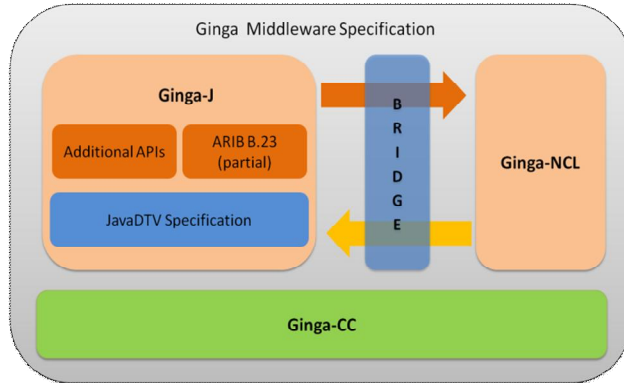 Ginga Middleware Specification
Ginga-J
Additional APIs
ARIB B.23
(partial)
JavaDTV Specification
B
R
I
D
G
E
Ginga-NCL
Ginga-CC